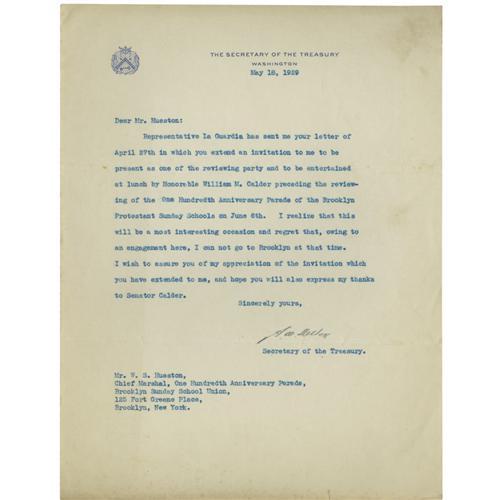 THE SECRETARY OF THE TREASURY
WASHINGTON
May 18, 1929
Dear Mr. Hueston:
Representative La Guardia has sent me your letter of
April 27th in which you extend an invitation to me to be
present as one of the reviewing party and to be entertained
at lunch by Honorable William M. Calder preceding the review-
ing of the One Hundredth Anniversary Parade of the Brooklyn
Protestant Sunday Schools on June 6th. I realize that this
will be a most interesting occasion and regret that, owing to
an engagement here, I can not go to Brooklyn at that time.
I wish to assure you of my appreciation of the invitation which
you have extended to me, and hope you will also express my thanks
to Senator Calder.
Sincerely yours,
Secretary of the Treasury.
Mr. W. S. Hueston,
Chief Marshal, One Hundredth Anniversary Parade,
Brooklyn Sunday School Union,
125 Fort Greene Place,
Brooklyn, New York.